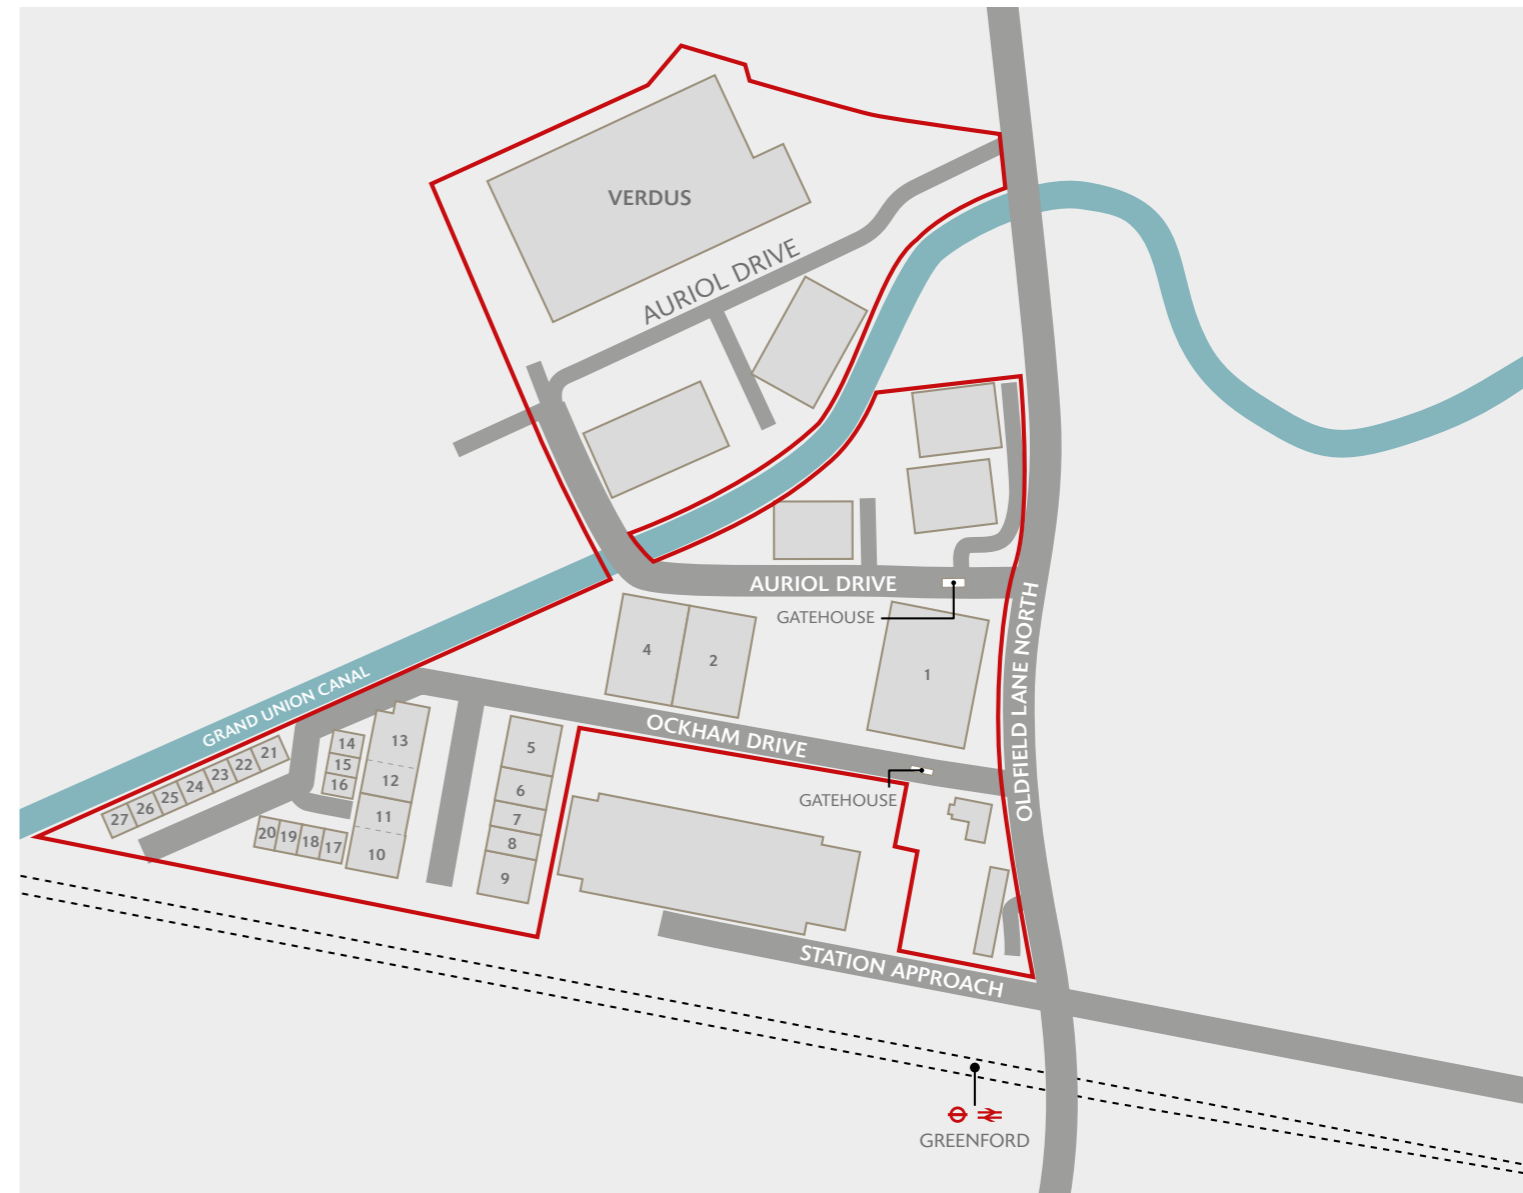 VERDUS
AURIOL DRIVE
AURIOL DRIVE
GATEHOUSE
4
2
1
GRAND UNION CANAL
OLDFIELD LANE NORTH
OCKHAM DRIVE
GATEHOUSE
13
12
11
10
14
15
16
5
6
7
8
9
21
22
23
24
25
26
27
20
19
18
17
STATION APPROACH
GREENFORD